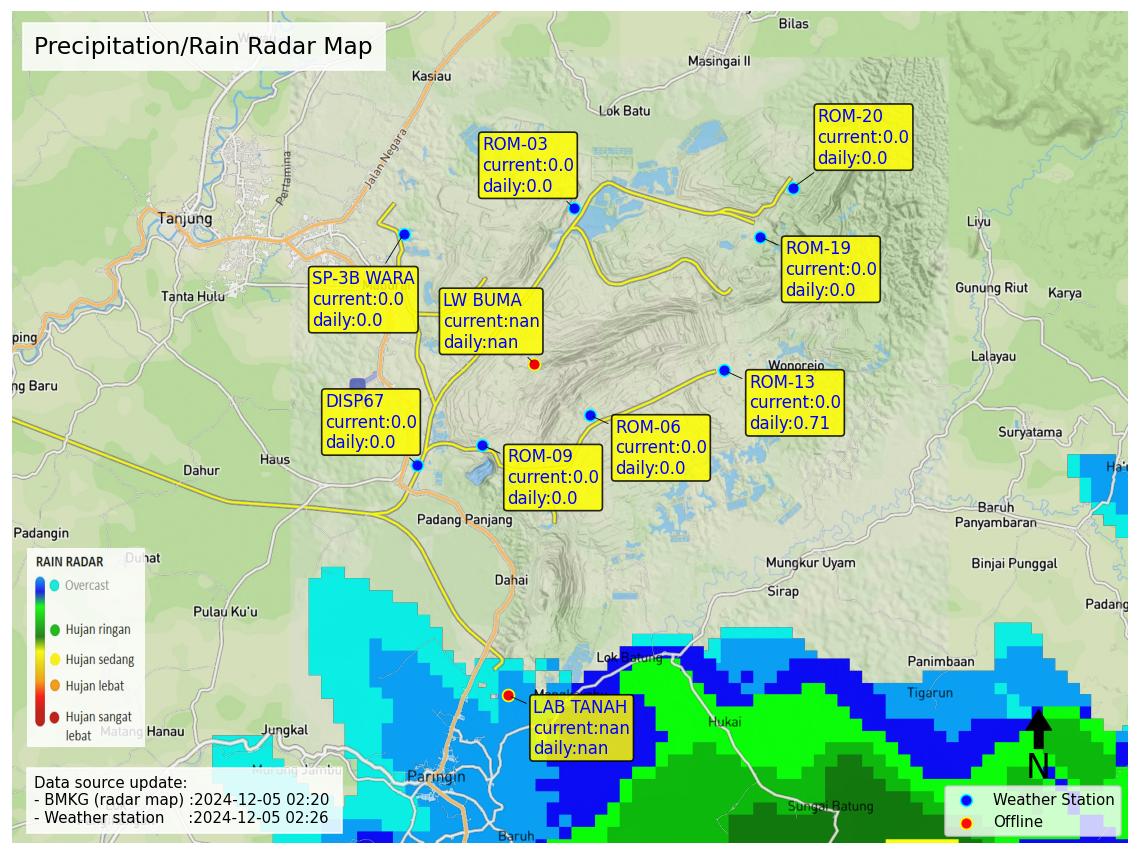 Precipitation/Rain Radar Map
Bilas
Masingai II
Kasiau
Lok Batu
ROM-20
current:0.0
daily:0.0
ROM-03
current:0.0
daily:0.0
Jalan Negara
Pertamina
Tanjung
Liyu
ROM-19
current:0.0
daily:0.0
SP-3B WARA
current:0.0
daily:0.0
Tanta Hulu
LW BUMA
current:nan
daily:nan
Gunung Riut
Karya
ping
Lalayau
Wonorejo
ng Baru
ROM-13
current:0.0
daily:0.71
DISP67
current:0.0
daily:0.0
ROM-06
current:0.0
daily:0.0
Suryatama
ROM-09
current:0.0
daily:0.0
Haus
Dahur
Padang Panjang
Baruh
Panyambaran
Padangin
Duhat
Mungkur Uyam
Binjai Punggal
Dahai
Sirap
Padang
Pulau Ku'u
RAIN RADAR
Overcast
Hujan ringan
Hujan sedang
Hujan lebat
Hujan sangat
lebat
Lok Batung
Panimbaan
Tigarun
LAB TANAH
current:nan
daily:nan
Hukai
Matang Hanau
Jungkal
Murung Jambu
Paringin
Sungai Batung
Baruh
N
Data source update:
- BMKG (radar map) :2024-12-05 02:20
- Weather station :2024-12-05 02:26
Weather Station
Offline